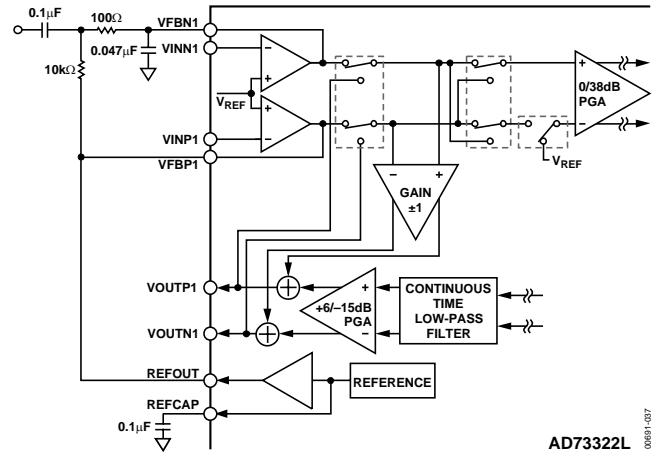 0.1µF
100Ω
VFBN1
0.047µF
VINN1
10kΩ
VREF
VINP1
VFBP1
0/38dB
PGA
+
–
VREF
GAIN
±1
VOUTP1
+6/–15dB
PGA
CONTINUOUS
TIME
LOW-PASS
FILTER
VOUTN1
REFOUT
REFERENCE
REFCAP
0.1µF
AD73322L
00691-037